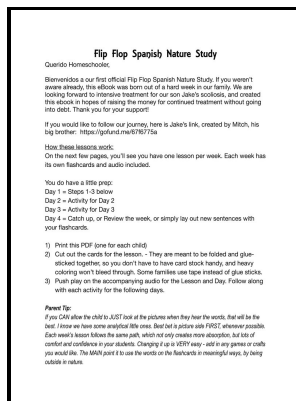 Flip Flop Spanish Nature Study
Querido Homeschooler,
Bienvenidos a our first official Flip Flop Spanish Nature Study. If you weren't
aware already, this eBook was born out of a hard week in our family. We are
looking forward to intensive treatment for our son Jake's scoliosis, and created
this ebook in hopes of raising the money for continued treatment without going
into debt. Thank you for your support!
If you would like to follow our journey, here is Jake's link, created by Mitch, his
big brother: https://gofund.me/67f6775a
How these lessons work:
On the next few pages, you'll see you have one lesson per week. Each week has
its own flashcards and audio included.
You do have a little prep:
Day 1 = Steps 1-3 below
Day 2 = Activity for Day 2
Day 3 = Activity for Day 3
Day 4 = Catch up, or Review the week, or simply lay out new sentences with
your flashcards.
1) Print this PDF (one for each child)
2) Cut out the cards for the lesson. - They are meant to be folded and glue-
sticked together, so you don't have to have card stock handy, and heavy
coloring won't bleed through. Some families use tape instead of glue sticks.
3) Push play on the accompanying audio for the Lesson and Day. Follow along
with each activity for the following days.
Parent Tip:
If you CAN allow the child to JUST look at the pictures when they hear the words, that will be the
best. I know we have some analytical little ones. Best bet is picture side FIRST, whenever possible.
Each week's lesson follows the same path, which not only creates more absorption, but lots of
comfort and confidence in your students. Changing it up is VERY easy - add in any games or crafts
you would like. The MAIN point it to use the words on the flashcards in meaningful ways, by being
outside in nature.